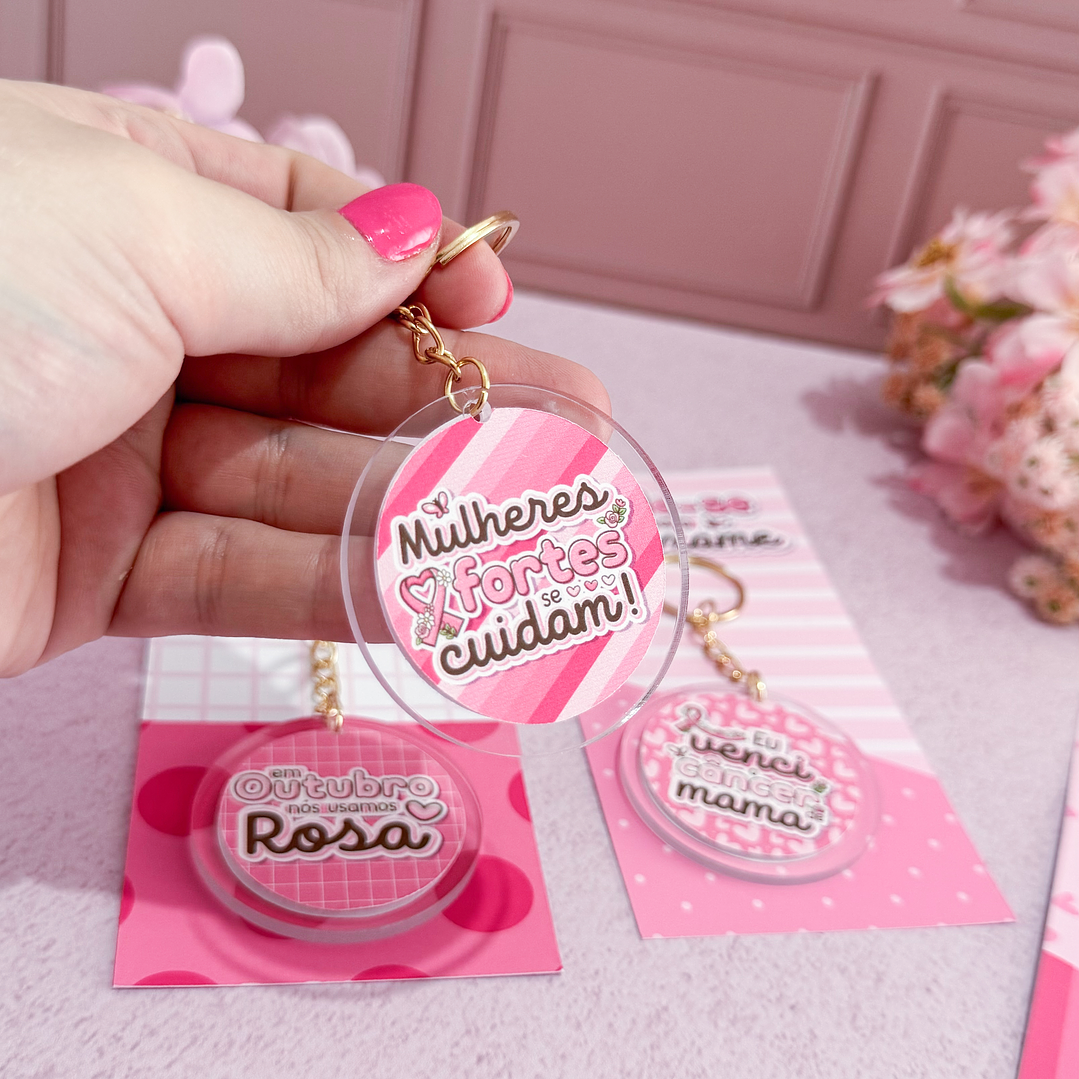 Mulheres
fortes
se
cuidam!
em
Outubro
nós usamos
Rosa
Eu
venci
câncer
mama